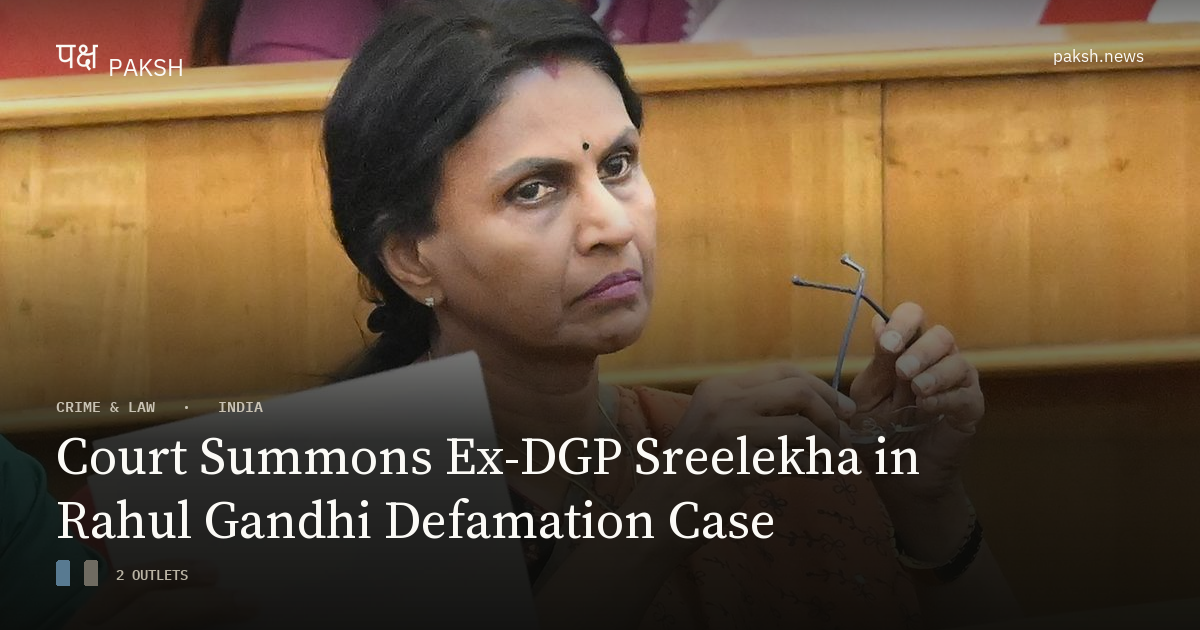 पक्ष PAKSH
paksh.news
CRIME & LAW · INDIA
Court Summons Ex-DGP Sreelekha in
Rahul Gandhi Defamation Case
2 OUTLETS